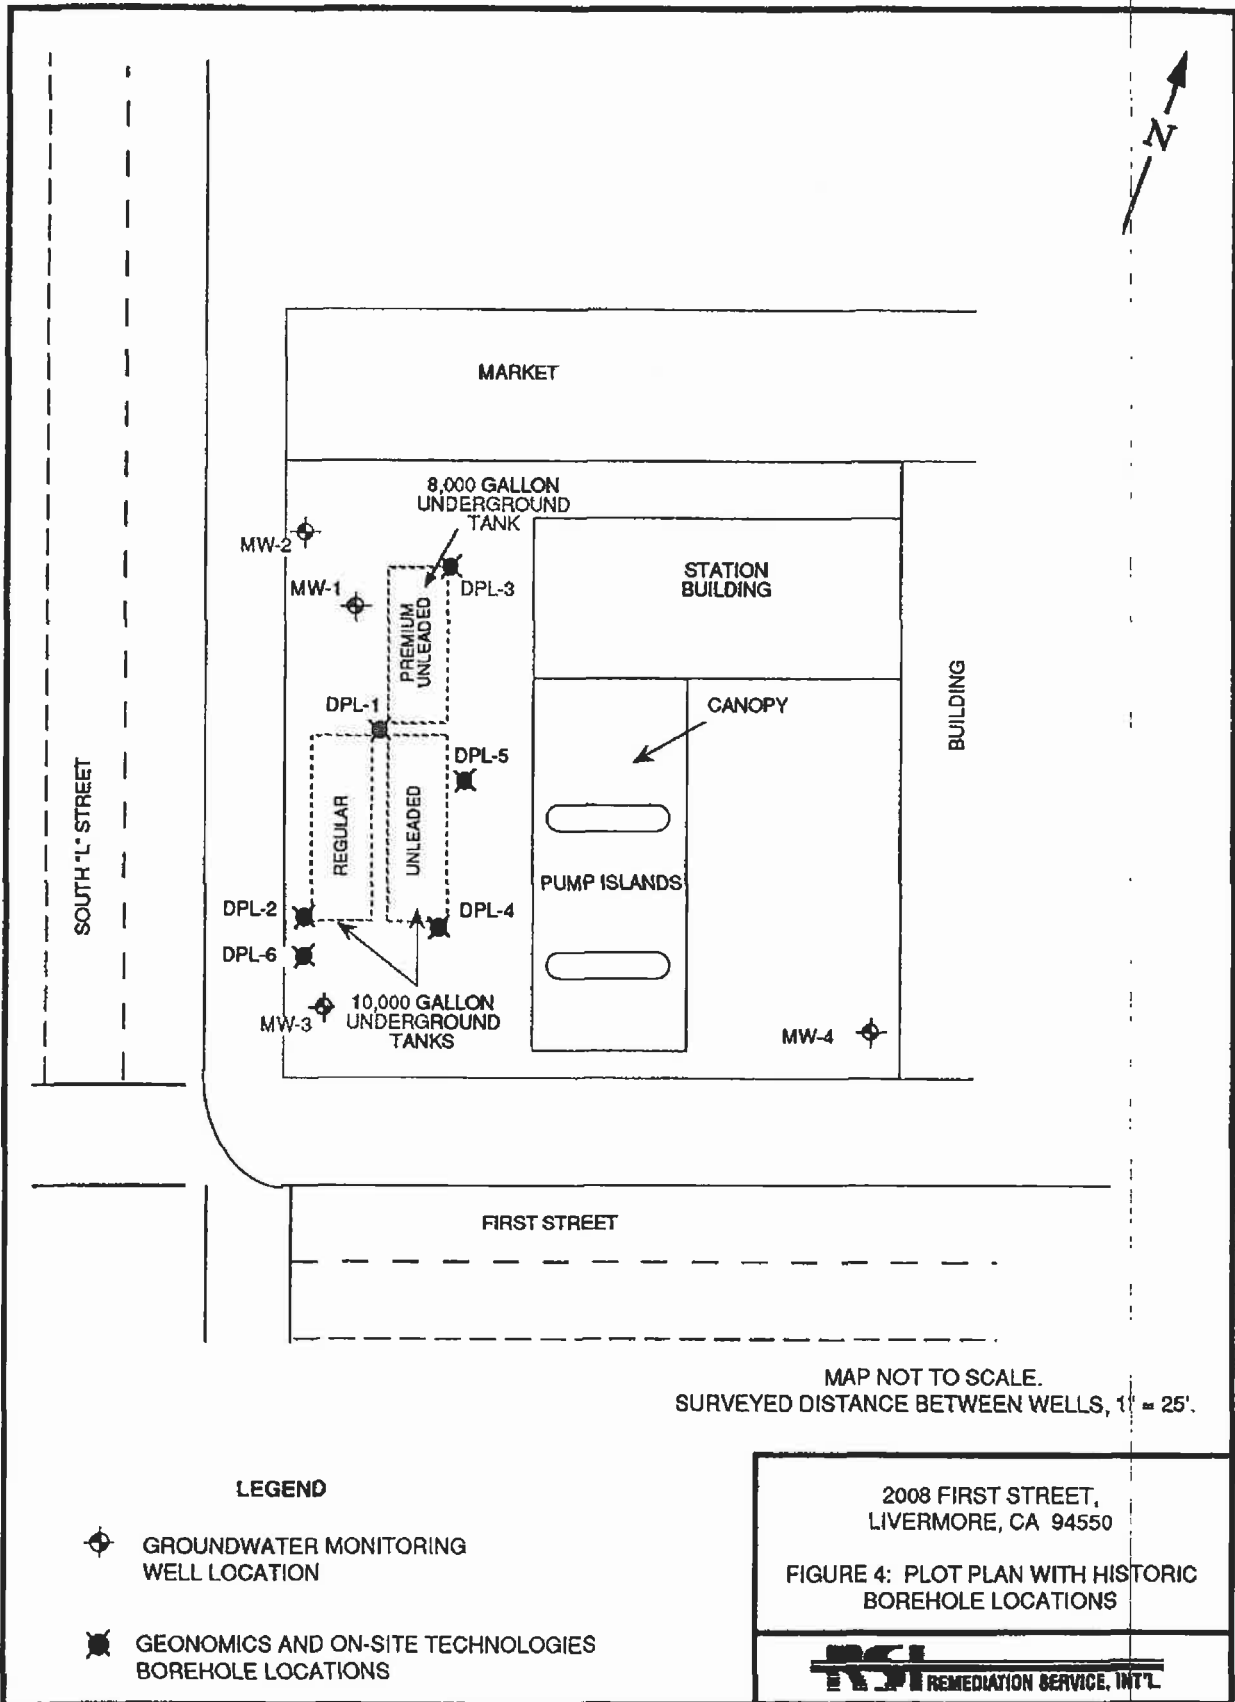 N
MARKET
8,000 GALLON
UNDERGROUND
TANK
MW-2
MW-1
DPL-3
PREMIUM
UNLEADED
STATION
BUILDING
DPL-1
CANOPY
BUILDING
DPL-5
SOUTH "L" STREET
REGULAR
UNLEADED
PUMP ISLANDS
DPL-2
DPL-4
DPL-6
MW-3
10,000 GALLON
UNDERGROUND
TANKS
MW-4
FIRST STREET
MAP NOT TO SCALE.
SURVEYED DISTANCE BETWEEN WELLS, 1" = 25'.
LEGEND
GROUNDWATER MONITORING
WELL LOCATION
GEONOMICS AND ON-SITE TECHNOLOGIES
BOREHOLE LOCATIONS
2008 FIRST STREET,
LIVERMORE, CA 94550
FIGURE 4: PLOT PLAN WITH HISTORIC
BOREHOLE LOCATIONS
RSI REMEDIATION SERVICE, INT'L